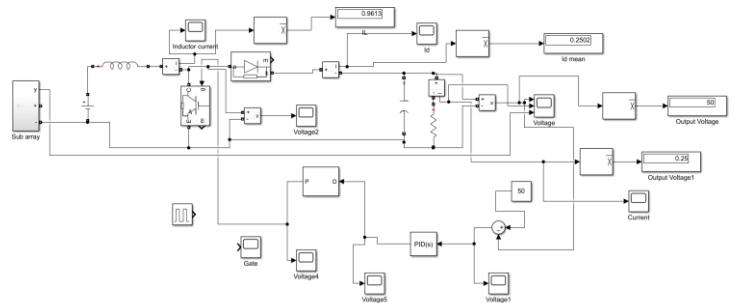 0.9613
IL
Inductor current
Id
0.2502
Id mean
y
+
-
Sub array
m
C
g
E
m
Voltage2
Voltage
50
Output Voltage
0.25
Output Voltage1
Current
P
D
50
PID(s)
Gate
Voltage4
Voltage5
Voltage1